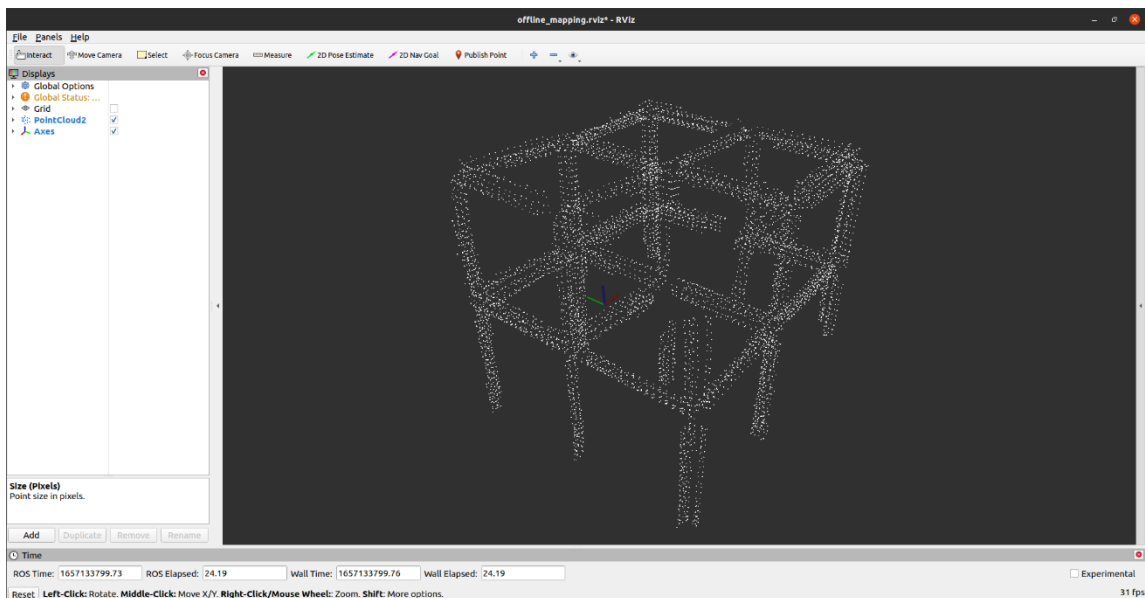 offline_mapping.rviz* - RViz
File Panels Help
Interact Move Camera Select Focus Camera Measure 2D Pose Estimate 2D Nav Goal Publish Point
Displays
Global Options
Global Status: ...
Grid
PointCloud2
Axes
Size (Pixels)
Point size in pixels.
Add Duplicate Remove Rename
Time
ROS Time: 1657133799.73 ROS Elapsed: 24.19 Wall Time: 1657133799.76 Wall Elapsed: 24.19 Experimental
Reset Left-Click: Rotate. Middle-Click: Move X/Y. Right-Click/Mouse Wheel:: Zoom. Shift: More options. 31 fps